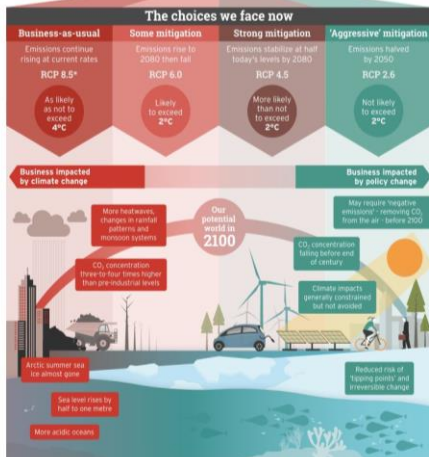 The choices we face now
Business-as-usual
Emissions continue
rising at current rates
RCP 8.5*
As likely
as not to
exceed
4°C
Some mitigation
Emissions rise to
2080 then fall
RCP 6.0
Likely
to exceed
2°C
Strong mitigation
Emissions stabilize at half
today's levels by 2080
RCP 4.5
More likely
than not
to exceed
2°C
'Aggressive' mitigation
Emissions halved
by 2050
RCP 2.6
Not likely
to exceed
2°C
Business impacted
by climate change
Business impacted
by policy change
More heatwaves,
changes in rainfall
patterns and
monsoon systems
Our
potential
world in
2100
May require 'negative
emissions' - removing CO₂
from the air - before 2100
CO₂ concentration
falling before end
of century
CO₂ concentration
three-to-four times higher
than pre-industrial levels
Climate impacts
generally constrained
but not avoided
Arctic summer sea
ice almost gone
Reduced risk of
'tipping points' and
irreversible change
Sea level rises by
half to one metre
More acidic oceans